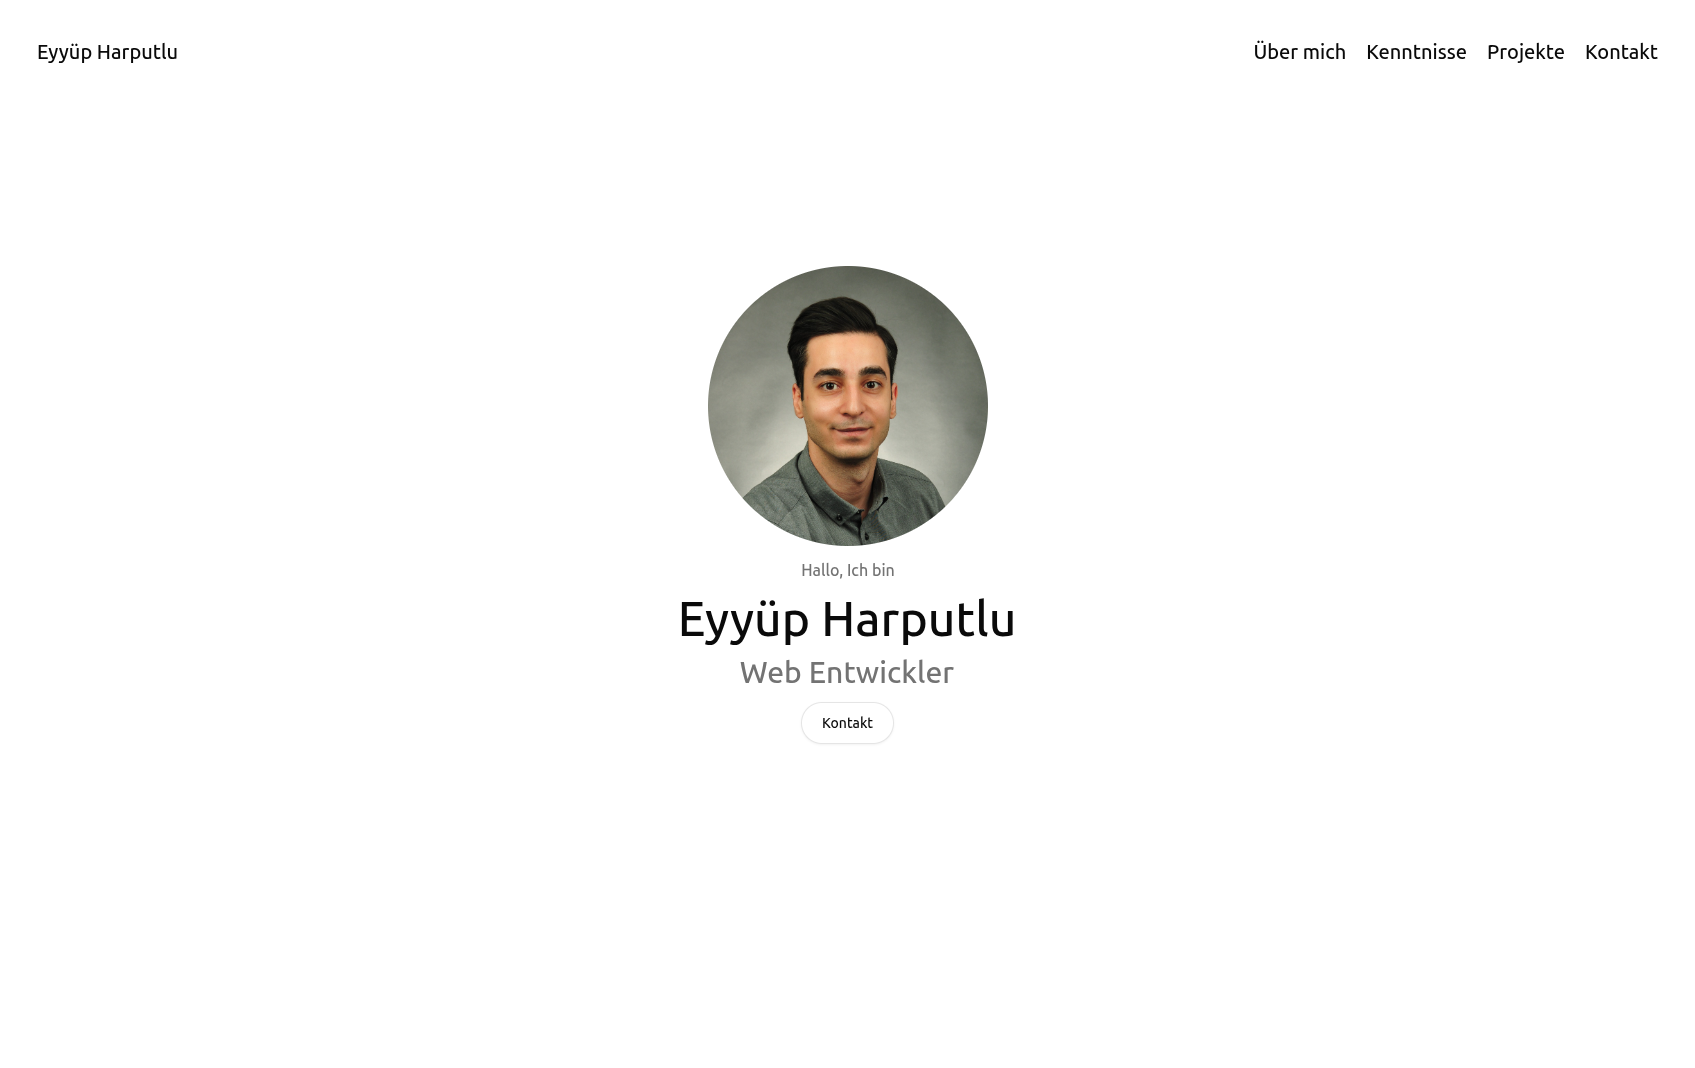 Eyyüp Harputlu
Über mich Kenntnisse Projekte Kontakt
Hallo, Ich bin
Eyyüp Harputlu
Web Entwickler
Kontakt